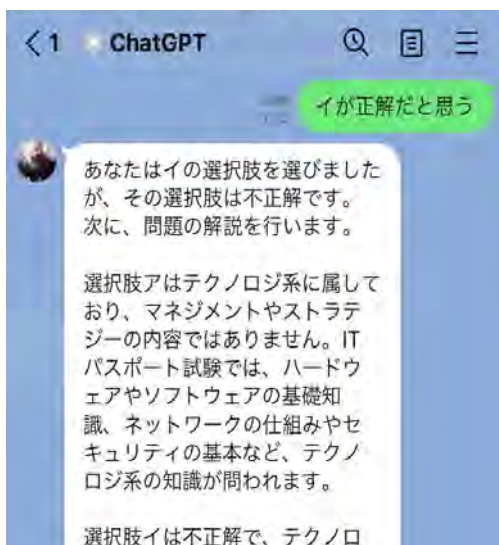 1 ChatGPT
イが正解だと思う
あなたはイの選択肢を選びました
が、その選択肢は不正解です。
次に、問題の解説を行います。
選択肢アはテクノロジ系に属して
おり、マネジメントやストラテ
ジーの内容ではありません。IT
パスポート試験では、ハードウ
ェアやソフトウェアの基礎知
識、ネットワークの仕組みやセ
キュリティの基本など、テクノ
ロジ系の知識が問われます。
選択肢イは不正解で、テクノロ